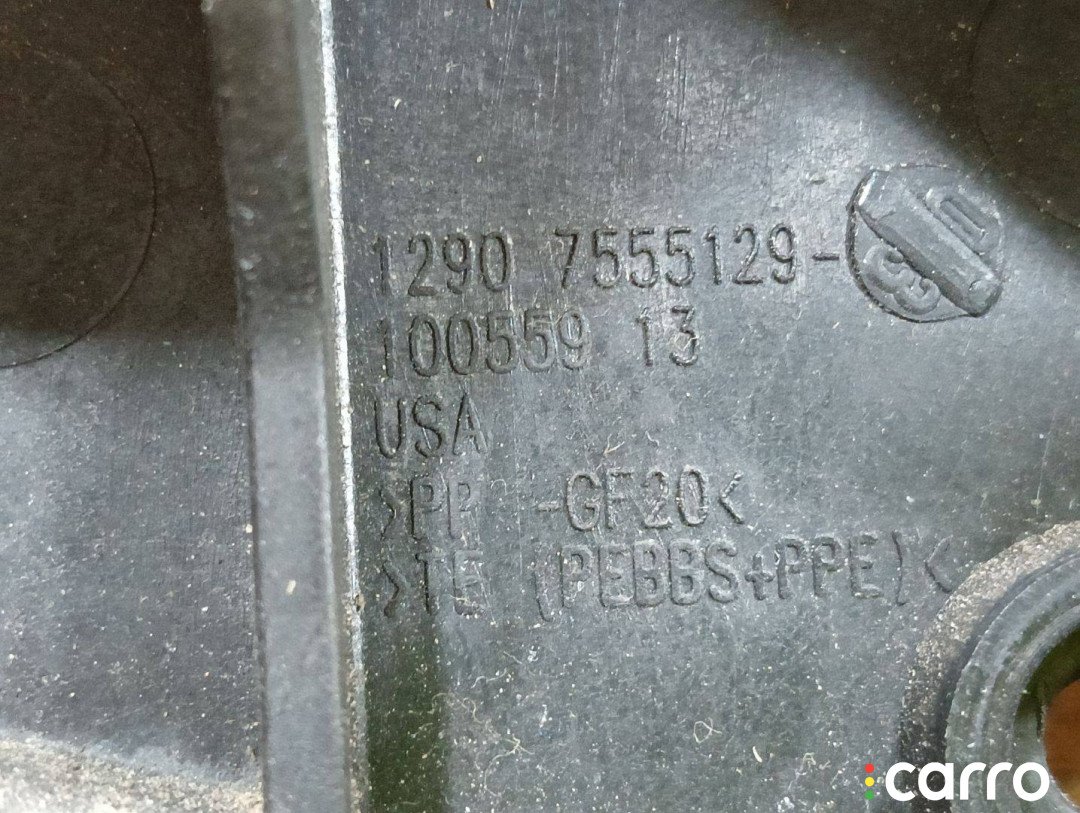 1290 7555129-
100559 13
USA
>PP -GF20<
>TE (PEBBS+PPE)<
carro